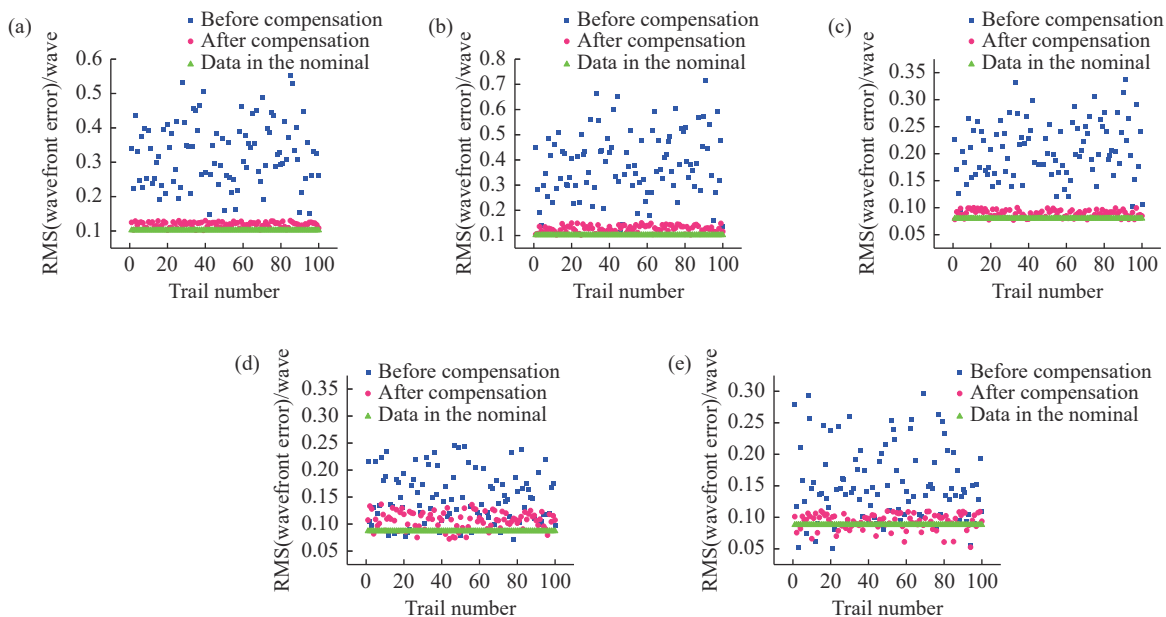 (a)
Before compensation
After compensation
Data in the nominal
RMS(wavefront error)/wave
0.6
0.5
0.4
0.3
0.2
0.1
0 20 40 60 80 100
Trail number
(b)
Before compensation
After compensation
Data in the nominal
RMS(wavefront error)/wave
0.8
0.7
0.6
0.5
0.4
0.3
0.2
0.1
0 20 40 60 80 100
Trail number
(c)
Before compensation
After compensation
Data in the nominal
RMS(wavefront error)/wave
0.35
0.30
0.25
0.20
0.15
0.10
0.05
0 20 40 60 80 100
Trail number
(d)
Before compensation
After compensation
Data in the nominal
RMS(wavefront error)/wave
0.35
0.30
0.25
0.20
0.15
0.10
0.05
0 20 40 60 80 100
Trail number
(e)
Before compensation
After compensation
Data in the nominal
RMS(wavefront error)/wave
0.30
0.25
0.20
0.15
0.10
0.05
0 20 40 60 80 100
Trail number